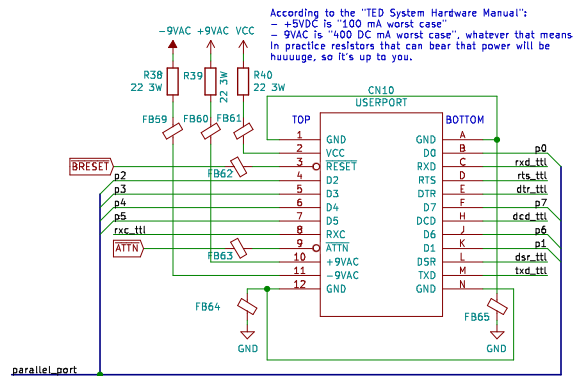 According to the "TED System Hardware Manual":
- +5VDC is "100 mA worst case"
- 9VAC is "400 DC mA worst case", whatever that means
In practice resistors that can bear that power will be
huuuuge, so it's up to you.
-9VAC +9VAC VCC
R38 22 3W
R39 22 3W
R40 22 3W
FB59 FB60 FB61
CN10
USERPORT
TOP BOTTOM
1 GND GND A
2 VCC D0 B p0
BRESET FB62 3 RESET RXD C rxd_ttl
p2 4 D2 RTS D rts_ttl
p3 5 D3 DTR E dtr_ttl
p4 6 D4 D7 F p7
p5 7 D5 DCD H dcd_ttl
rxc_ttl 8 RXC D6 J p6
ATTN FB63 9 ATTN D1 K p1
10 +9VAC DSR L dsr_ttl
11 -9VAC TXD M txd_ttl
12 GND GND N
FB64 FB65
GND GND
parallel_port